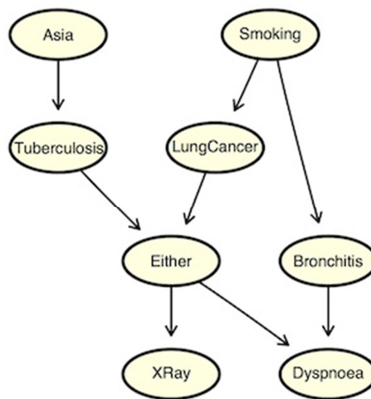 Asia
Smoking
Tuberculosis
LungCancer
Either
Bronchitis
XRay
Dyspnoea